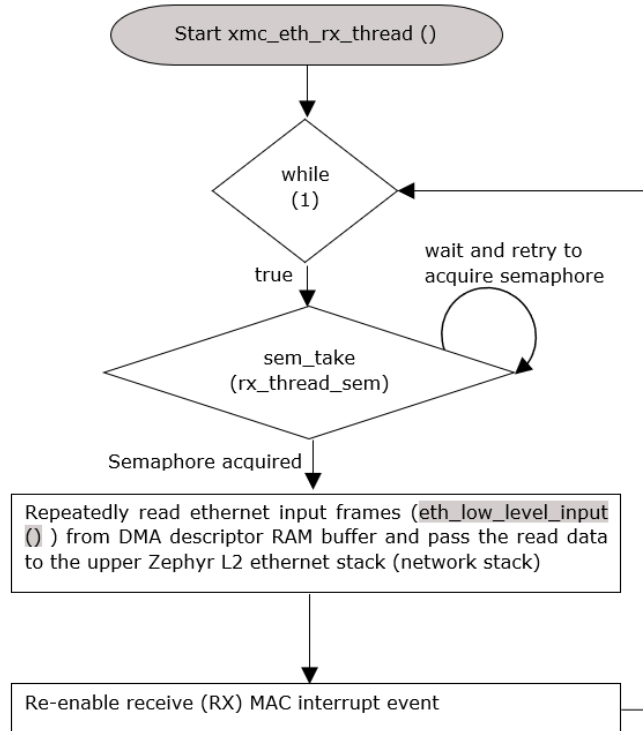 Start xmc_eth_rx_thread ()
while
(1)
wait and retry to
acquire semaphore
true
sem_take
(rx_thread_sem)
Semaphore acquired
Repeatedly read ethernet input frames (eth_low_level_input
() ) from DMA descriptor RAM buffer and pass the read data
to the upper Zephyr L2 ethernet stack (network stack)
Re-enable receive (RX) MAC interrupt event